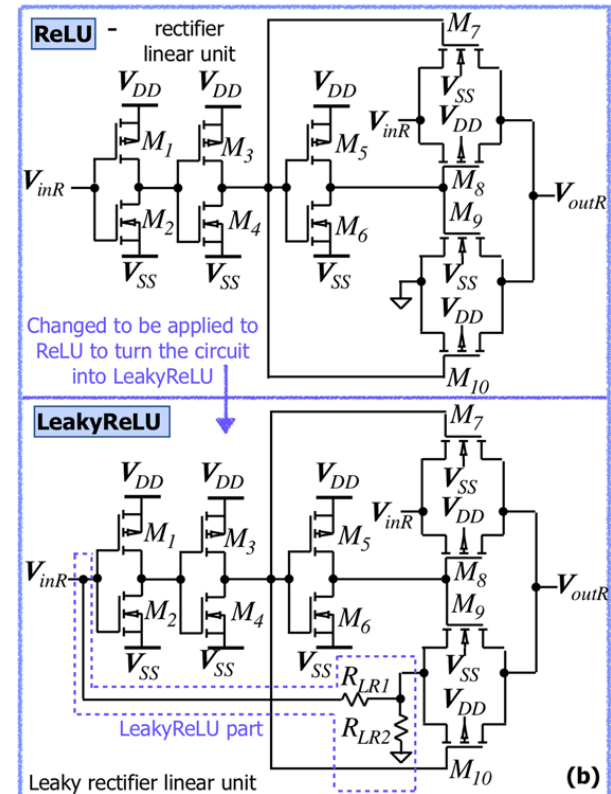 ReLU - rectifier
linear unit
M7
VDD VDD VDD
VSS
VDD
VinR
M1 M3 M5
VinR
M8
M2 M4 M6
M9
VoutR
VSS VSS VSS
VSS
VDD
Changed to be applied to
ReLU to turn the circuit
into LeakyReLU
M10
LeakyReLU
M7
VDD VDD VDD
VSS
VDD
VinR
M1 M3 M5
VinR
M8
M2 M4 M6
M9
VoutR
VSS VSS VSS
VSS
RLR1
VDD
LeakyReLU part
RLR2
M10
Leaky rectifier linear unit
(b)